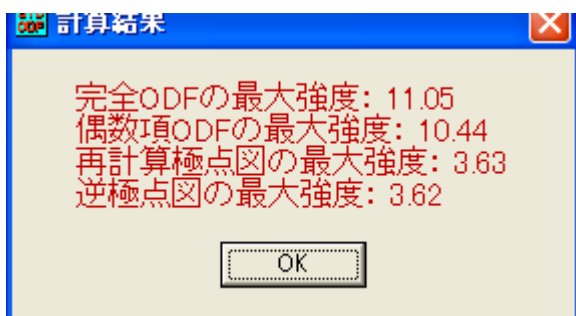 計算結果
完全ODFの最大強度: 11.05
偶数項ODFの最大強度: 10.44
再計算極点図の最大強度: 3.63
逆極点図の最大強度: 3.62
OK